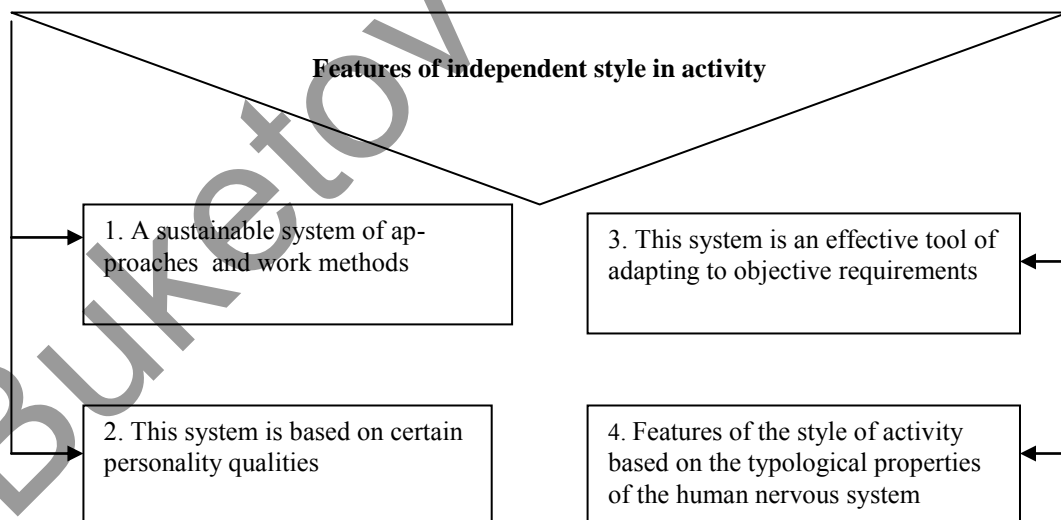 Features of independent style in activity
1. A sustainable system of ap-
proaches and work methods
3. This system is an effective tool of
adapting to objective requirements
2. This system is based on certain
personality qualities
4. Features of the style of activity
based on the typological properties
of the human nervous system
Buketov